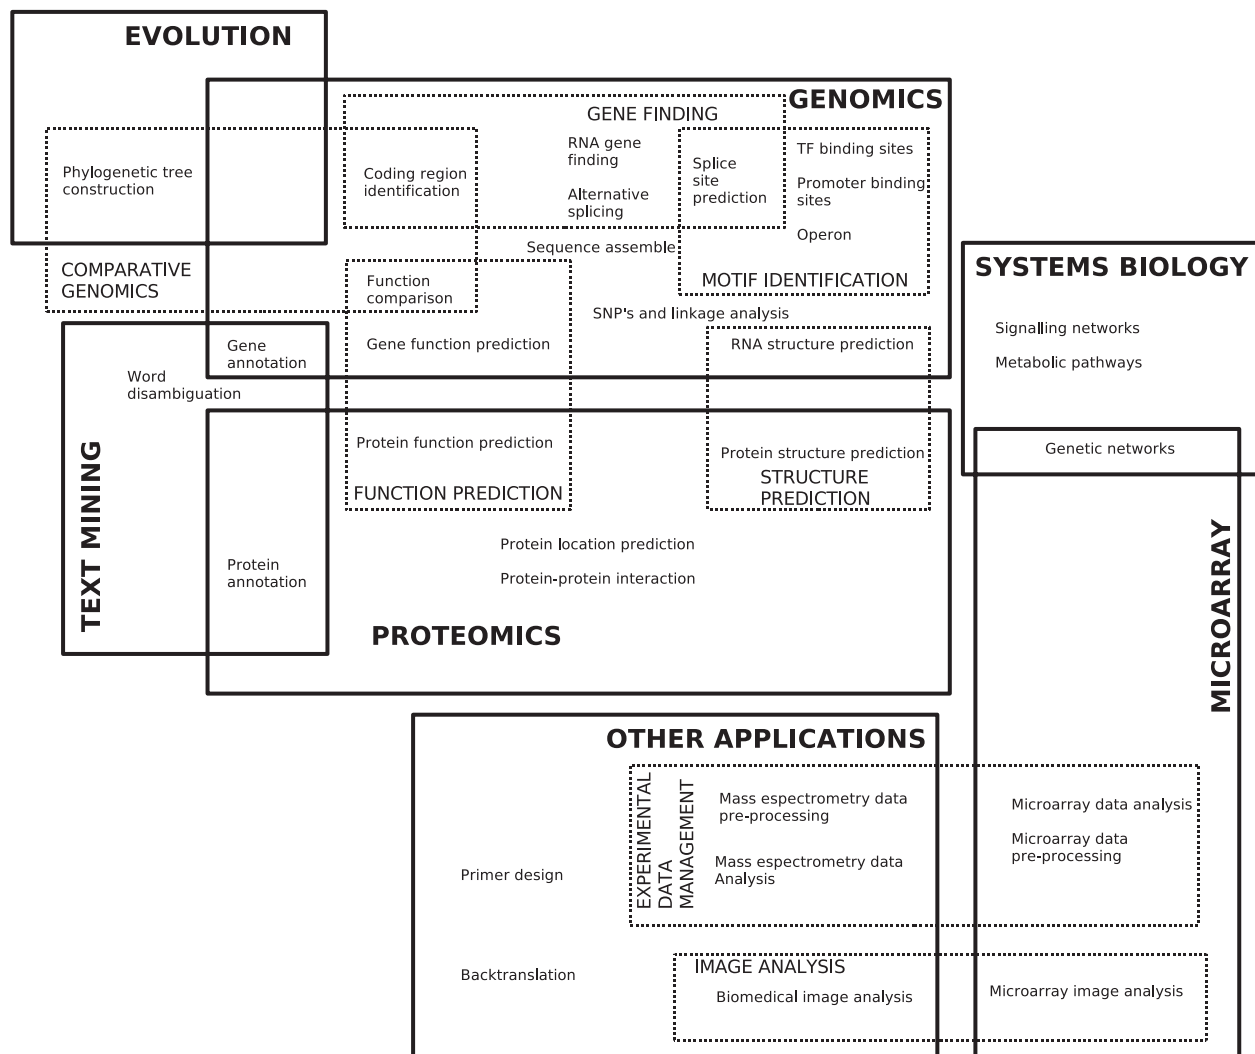 EVOLUTION
GENOMICS
GENE FINDING
RNA gene
finding
Alternative
splicing
Coding region
identification
Splice
site
prediction
TF binding sites
Promoter binding
sites
Operon
MOTIF IDENTIFICATION
Phylogenetic tree
construction
COMPARATIVE
GENOMICS
Sequence assemble
Function
comparison
SNP's and linkage analysis
Gene function prediction
RNA structure prediction
Gene
annotation
Word
disambiguation
TEXT MINING
Protein function prediction
FUNCTION PREDICTION
Protein structure prediction
STRUCTURE
PREDICTION
Protein location prediction
Protein-protein interaction
Protein
annotation
PROTEOMICS
SYSTEMS BIOLOGY
Signalling networks
Metabolic pathways
Genetic networks
MICROARRAY
OTHER APPLICATIONS
EXPERIMENTAL
DATA
MANAGEMENT
Mass espectrometry data
pre-processing
Mass espectrometry data
Analysis
Microarray data analysis
Microarray data
pre-processing
Primer design
Backtranslation
IMAGE ANALYSIS
Biomedical image analysis
Microarray image analysis